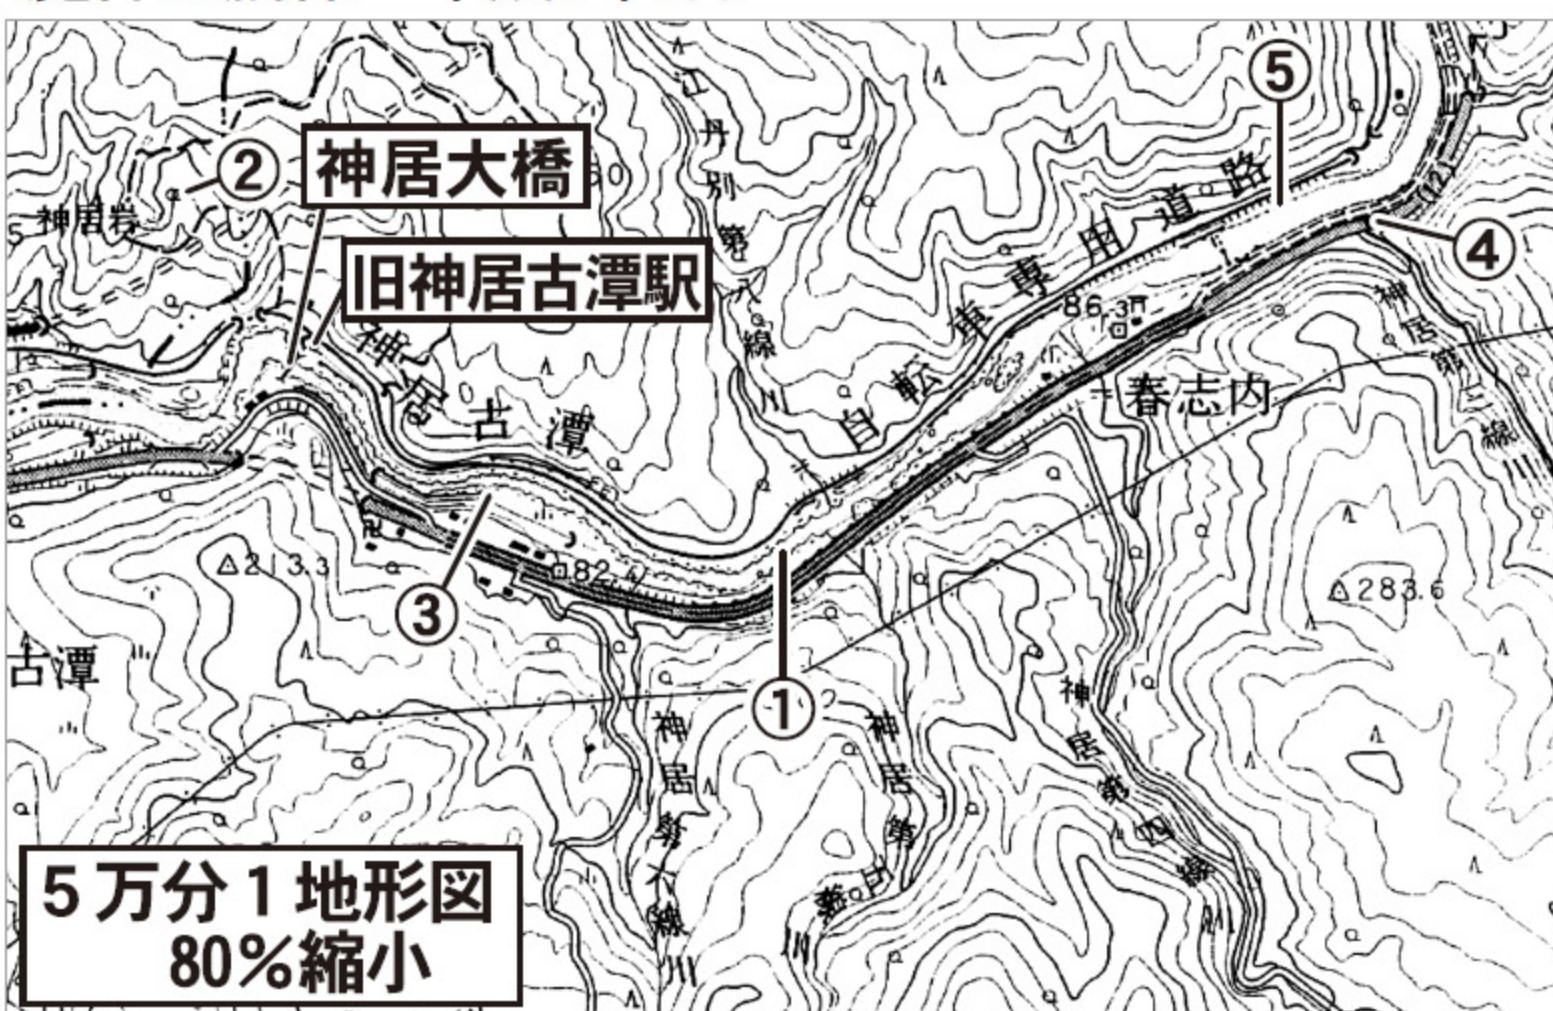 ⑤
江丹別第八線川
②
神居大橋
神居岩
自転車専用道路
(12)
④
旧神居古潭駅
86.3
神居第三線川
神居古潭
春志内
213.3
82.4
③
283.6
古潭
①
神居第六線川
神居第五線川
神居第四線川
5万分1地形図
80%縮小